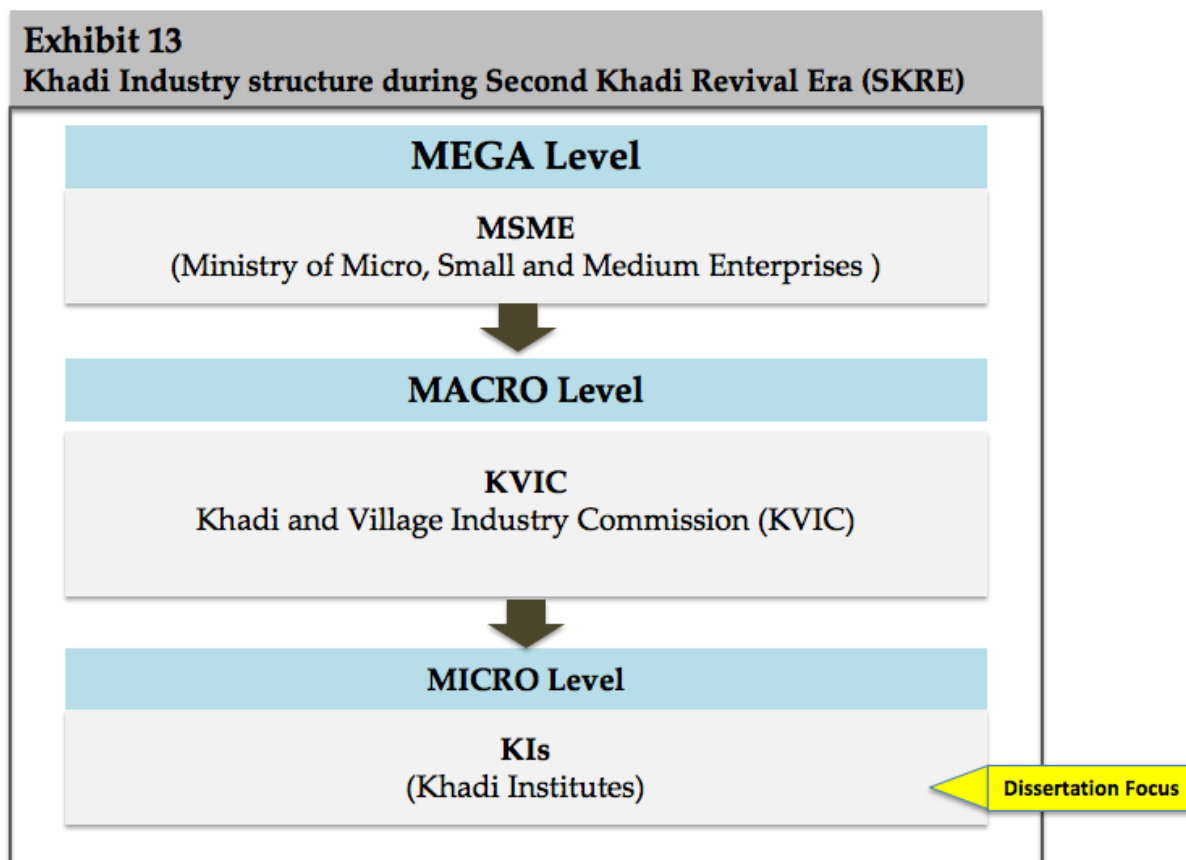 Exhibit 13
Khadi Industry structure during Second Khadi Revival Era (SKRE)
MEGA Level
MSME
(Ministry of Micro, Small and Medium Enterprises )
MACRO Level
KVIC
Khadi and Village Industry Commission (KVIC)
MICRO Level
KIs
(Khadi Institutes)
Dissertation Focus